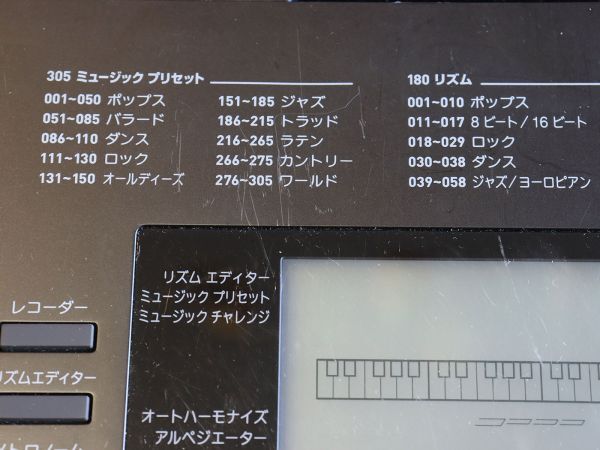 305 ミュージック プリセット
001~050 ポップス
051~085 バラード
086~110 ダンス
111~130 ロック
131~150 オールディーズ
151~185 ジャズ
186~215 トラッド
216~265 ラテン
266~275 カントリー
276~305 ワールド
180 リズム
001~010 ポップス
011~017 8ビート/16ビート
018~029 ロック
030~038 ダンス
039~058 ジャズ/ヨーロピアン
リズム エディター
ミュージック プリセット
ミュージック チャレンジ
レコーダー
リズムエディター
オートハーモナイズ
アルペジエーター